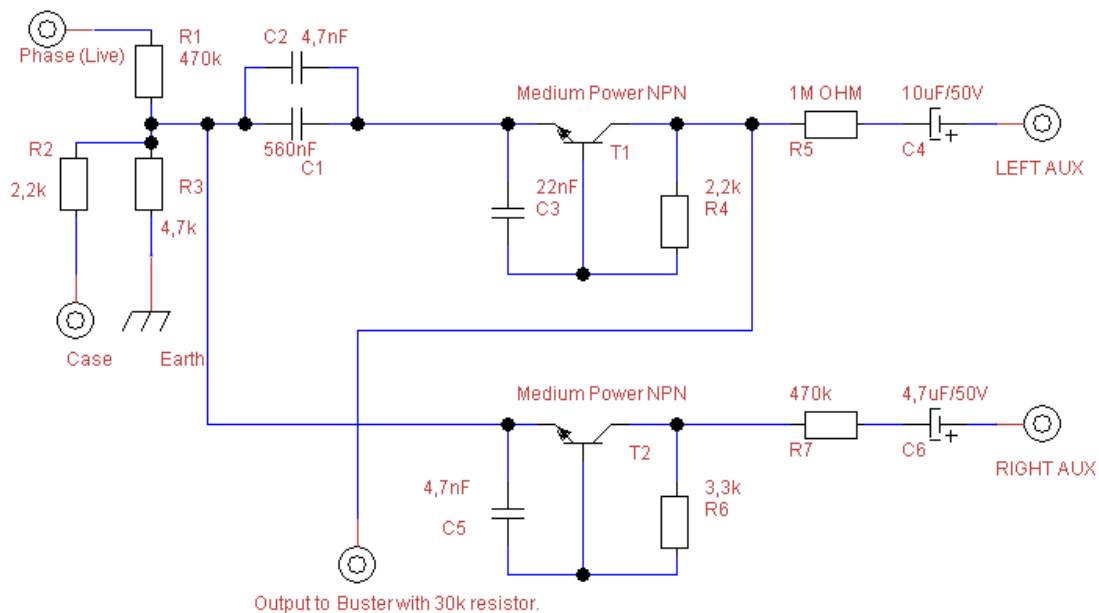 Phase (Live)
R1
470k
C2 4,7nF
560nF
C1
R2
2,2k
R3
4,7k
Case
Earth
Medium Power NPN
T1
22nF
C3
2,2k
R4
1M OHM
R5
10uF/50V
C4
+
LEFT AUX
Medium Power NPN
T2
4,7nF
C5
3,3k
R6
470k
R7
4,7uF/50V
C6
+
RIGHT AUX
Output to Buster with 30k resistor.